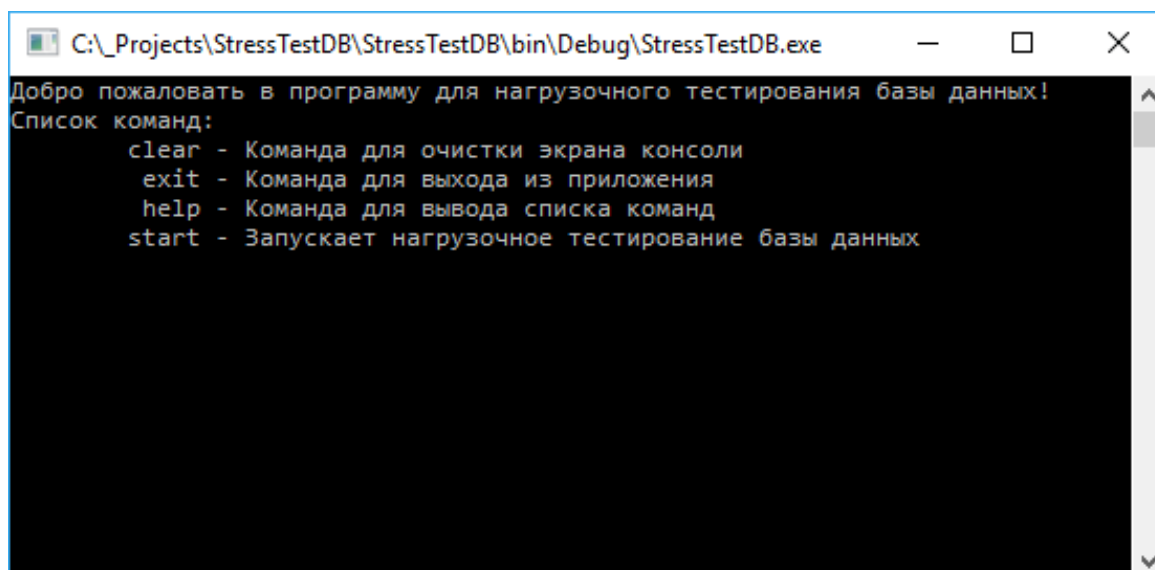 C:\_Projects\StressTestDB\StressTestDB\bin\Debug\StressTestDB.exe
Добро пожаловать в программу для нагрузочного тестирования базы данных!
Список команд:
clear - Команда для очистки экрана консоли
exit - Команда для выхода из приложения
help - Команда для вывода списка команд
start - Запускает нагрузочное тестирование базы данных